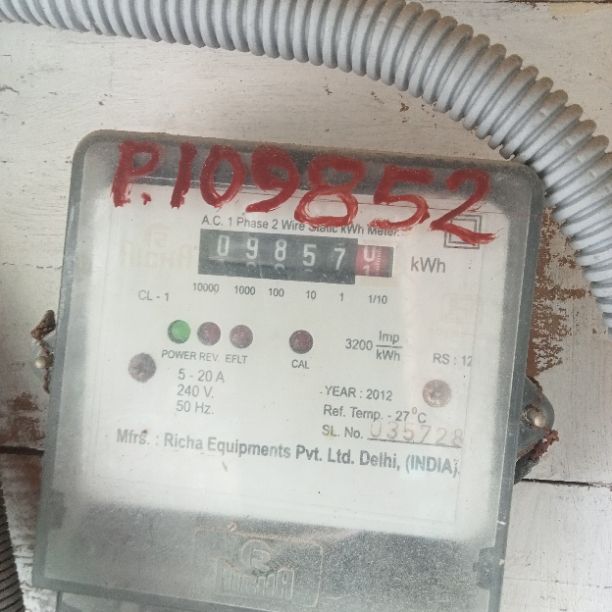 P.109852
A.C. 1 Phase 2 Wire Static kWh Meter.
09857 0 kWh
10000 1000 100 10 1 1/10
CL - 1
3200 Imp/kWh
POWER REV. EFLT CAL
RS : 12
5 - 20 A
240 V.
50 Hz.
YEAR : 2012
Ref. Temp. - 27°C
SL. No. 035728
Mfrs. : Richa Equipments Pvt. Ltd. Delhi, (INDIA).